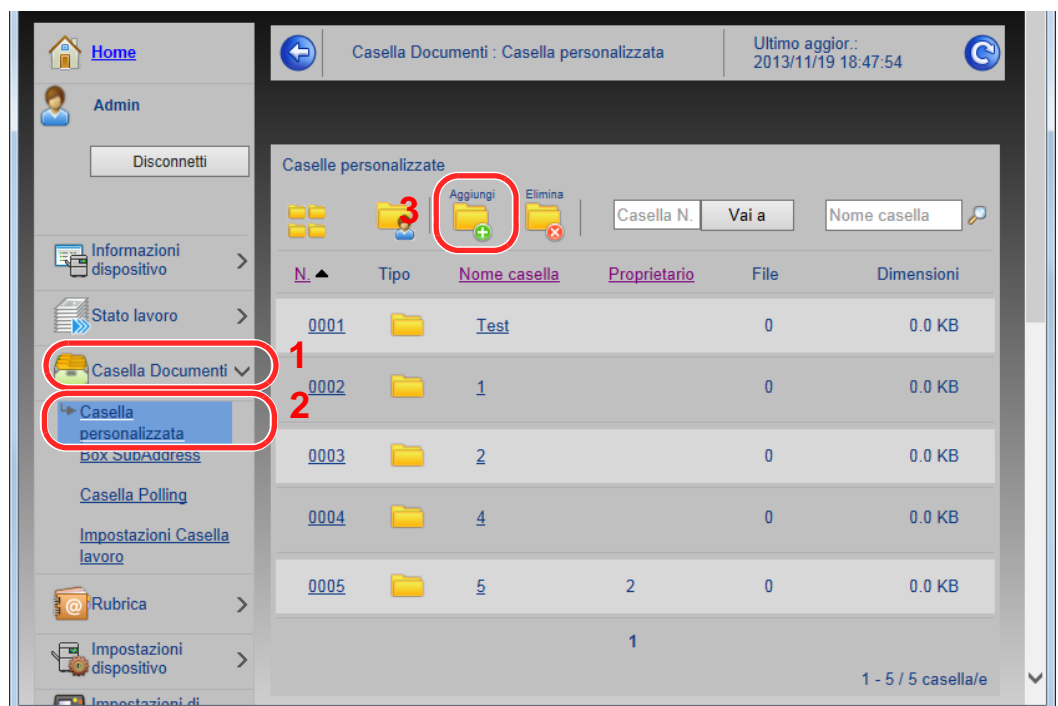 Home
Admin
Disconnetti
Informazioni
dispositivo
Stato lavoro
1
Casella Documenti
2
Casella
personalizzata
Box SubAddress
Casella Polling
Impostazioni Casella
lavoro
Rubrica
Impostazioni
dispositivo
Impostazioni di
Casella Documenti : Casella personalizzata
Ultimo aggior.:
2013/11/19 18:47:54
Caselle personalizzate
3 Aggiungi Elimina
Casella N. Vai a Nome casella
N. Tipo Nome casella Proprietario File Dimensioni
0001 Test 0 0.0 KB
0002 1 0 0.0 KB
0003 2 0 0.0 KB
0004 4 0 0.0 KB
0005 5 2 0 0.0 KB
1
1 - 5 / 5 casella/e